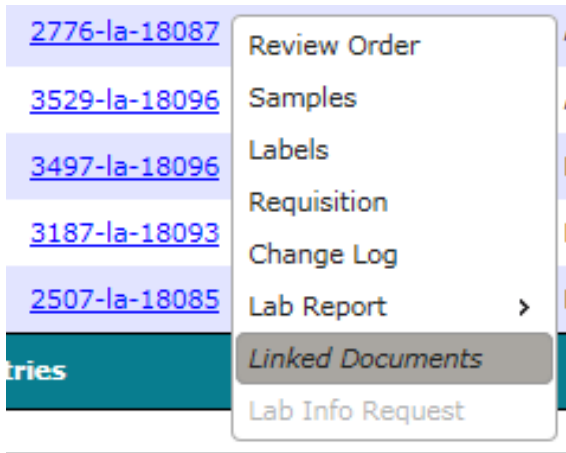 2776-la-18087
3529-la-18096
3497-la-18096
3187-la-18093
2507-la-18085
tries
Review Order
Samples
Labels
Requisition
Change Log
Lab Report
Linked Documents
Lab Info Request